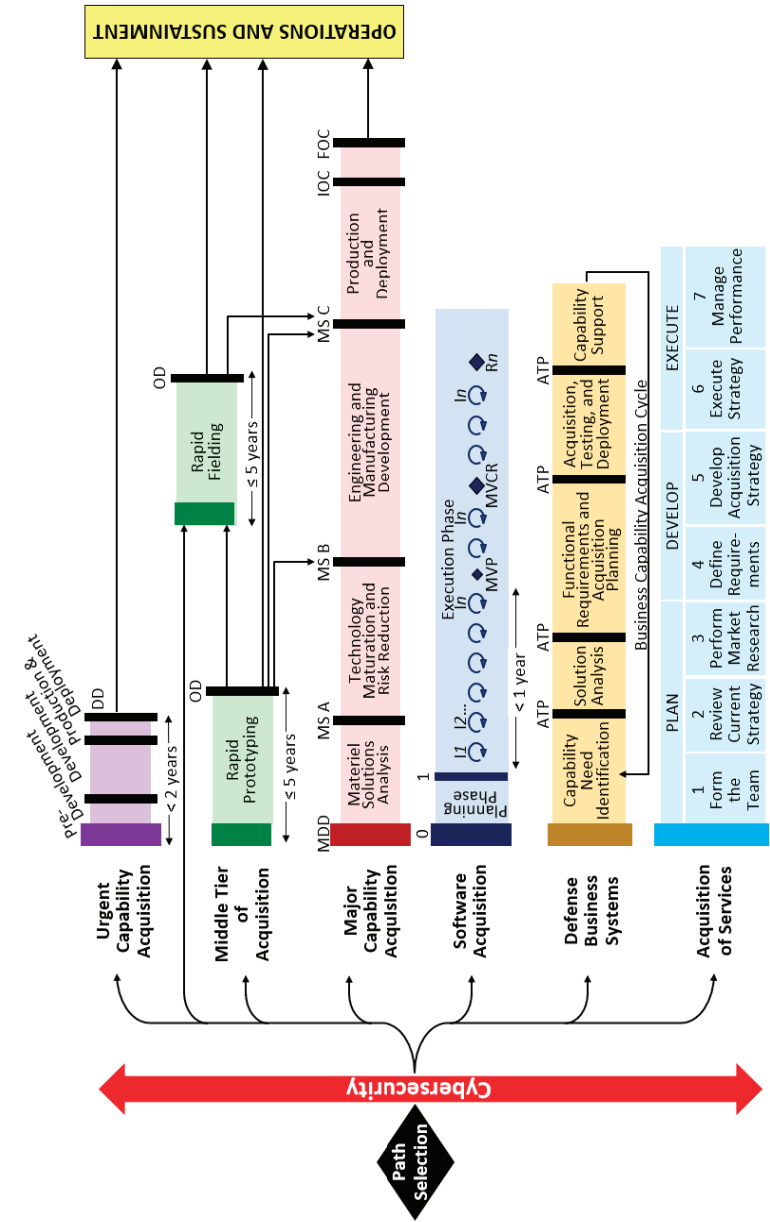 Path
Selection
Cybersecurity
Urgent
Capability
Acquisition
Pre-
Development
Development
Production &
Deployment
DD
< 2 years
Middle Tier
of
Acquisition
Rapid
Prototyping
OD
≤ 5 years
Rapid
Fielding
OD
≤ 5 years
OPERATIONS AND SUSTAINMENT
Major
Capability
Acquisition
MDD
Materiel
Solutions
Analysis
MS A
Technology
Maturation and
Risk Reduction
MS B
Engineering and
Manufacturing
Development
MS C
Production
and
Deployment
IOC
FOC
Software
Acquisition
0
Planning
Phase
1
Execution Phase
I1
I2...
In
MVP
In
MVCR
In
Rn
< 1 year
Defense
Business
Systems
Capability
Need
Identification
ATP
Solution
Analysis
ATP
Functional
Requirements and
Acquisition
Planning
ATP
Acquisition,
Testing, and
Deployment
ATP
Capability
Support
Business Capability Acquisition Cycle
Acquisition
of Services
PLAN
DEVELOP
EXECUTE
1
Form
the
Team
2
Review
Current
Strategy
3
Perform
Market
Research
4
Define
Require-
ments
5
Develop
Acquisition
Strategy
6
Execute
Strategy
7
Manage
Performance